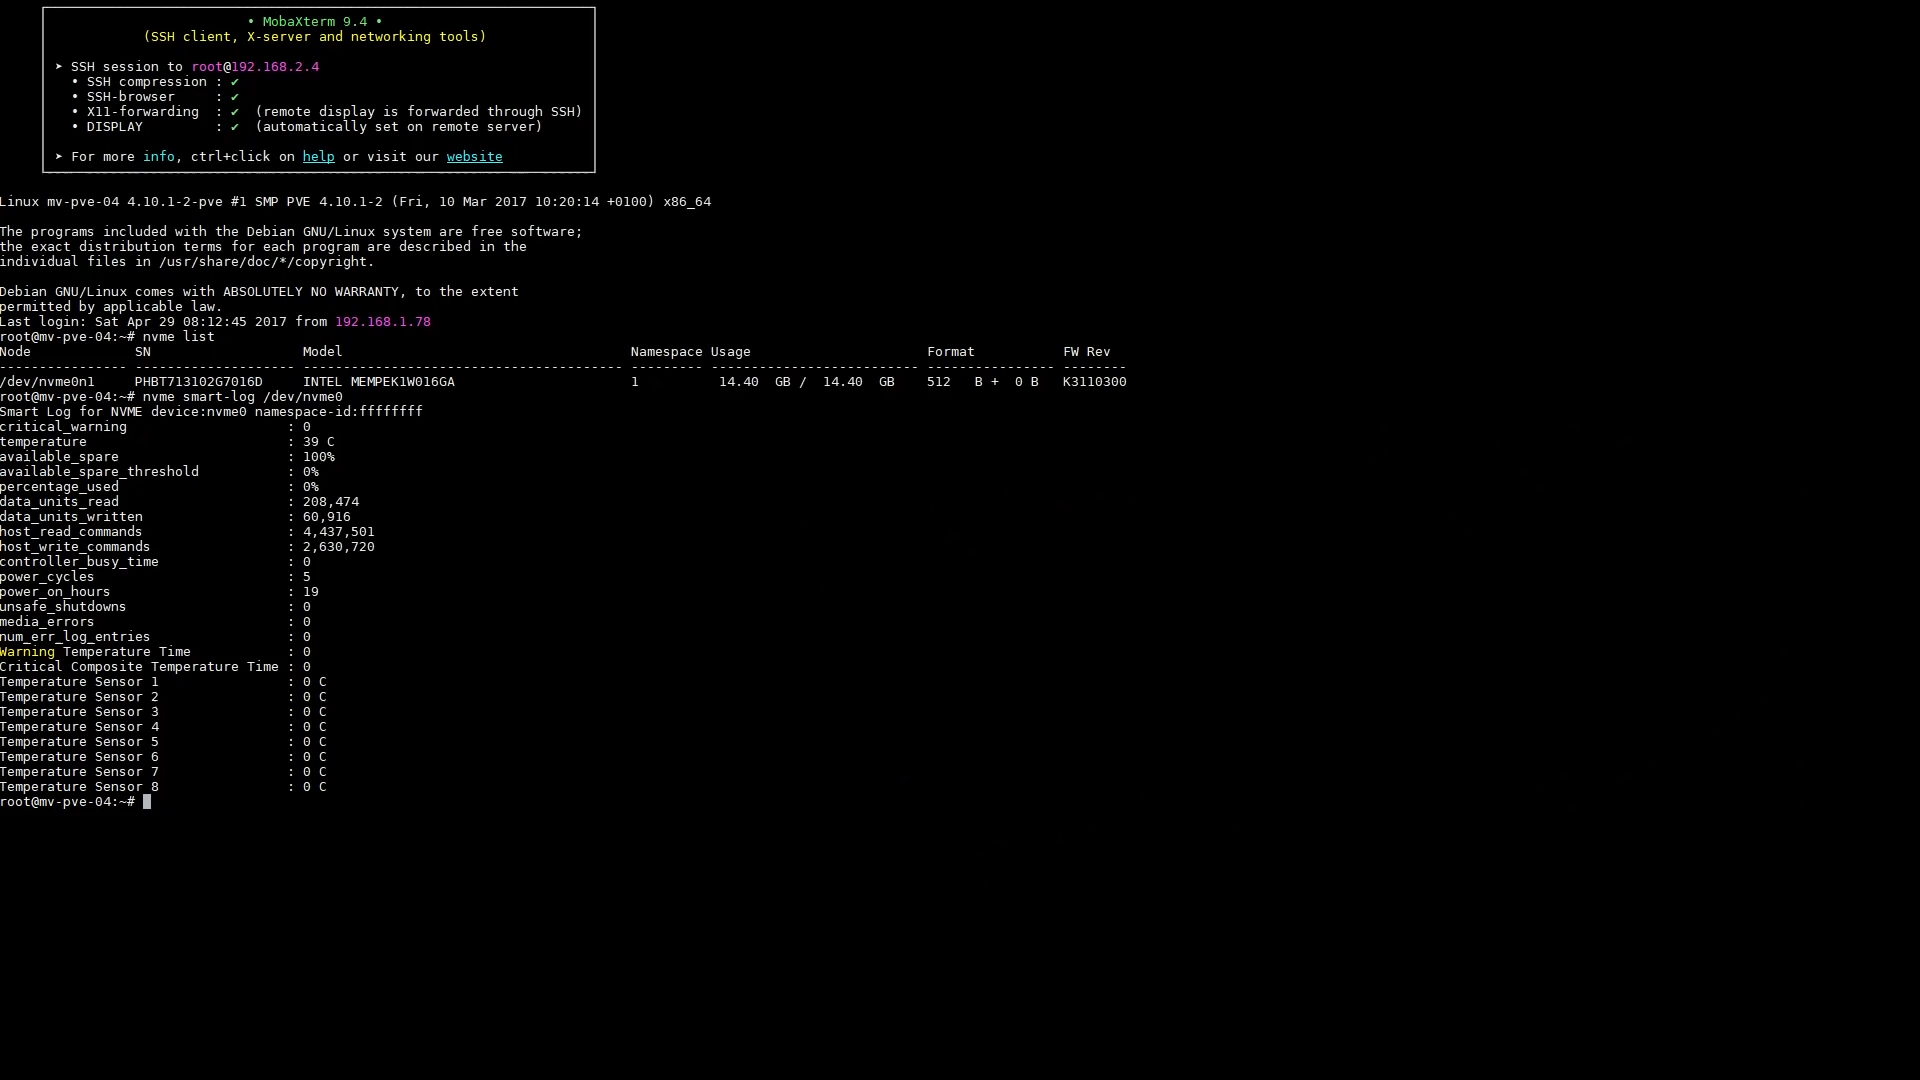 • MobaXterm 9.4 •
(SSH client, X-server and networking tools)
➤ SSH session to root@192.168.2.4
• SSH compression : ✔
• SSH-browser     : ✔
• X11-forwarding  : ✔  (remote display is forwarded through SSH)
• DISPLAY         : ✔  (automatically set on remote server)
➤ For more info, ctrl+click on help or visit our website
Linux mv-pve-04 4.10.1-2-pve #1 SMP PVE 4.10.1-2 (Fri, 10 Mar 2017 10:20:14 +0100) x86_64
The programs included with the Debian GNU/Linux system are free software;
the exact distribution terms for each program are described in the
individual files in /usr/share/doc/*/copyright.
Debian GNU/Linux comes with ABSOLUTELY NO WARRANTY, to the extent
permitted by applicable law.
Last login: Sat Apr 29 08:12:45 2017 from 192.168.1.78
root@mv-pve-04:~# nvme list
Node             SN                   Model                                    Namespace Usage                      Format           FW Rev
---------------- -------------------- ---------------------------------------- --------- -------------------------- ---------------- --------
/dev/nvme0n1     PHBT713102G7016D     INTEL MEMPEK1W016GA                      1          14.40  GB /  14.40  GB    512   B +  0 B   K3110300
root@mv-pve-04:~# nvme smart-log /dev/nvme0
Smart Log for NVME device:nvme0 namespace-id:ffffffff
critical_warning                    : 0
temperature                         : 39 C
available_spare                     : 100%
available_spare_threshold           : 0%
percentage_used                     : 0%
data_units_read                     : 208,474
data_units_written                  : 60,916
host_read_commands                  : 4,437,501
host_write_commands                 : 2,630,720
controller_busy_time                : 0
power_cycles                        : 5
power_on_hours                      : 19
unsafe_shutdowns                    : 0
media_errors                        : 0
num_err_log_entries                 : 0
Warning Temperature Time            : 0
Critical Composite Temperature Time : 0
Temperature Sensor 1                : 0 C
Temperature Sensor 2                : 0 C
Temperature Sensor 3                : 0 C
Temperature Sensor 4                : 0 C
Temperature Sensor 5                : 0 C
Temperature Sensor 6                : 0 C
Temperature Sensor 7                : 0 C
Temperature Sensor 8                : 0 C
root@mv-pve-04:~#